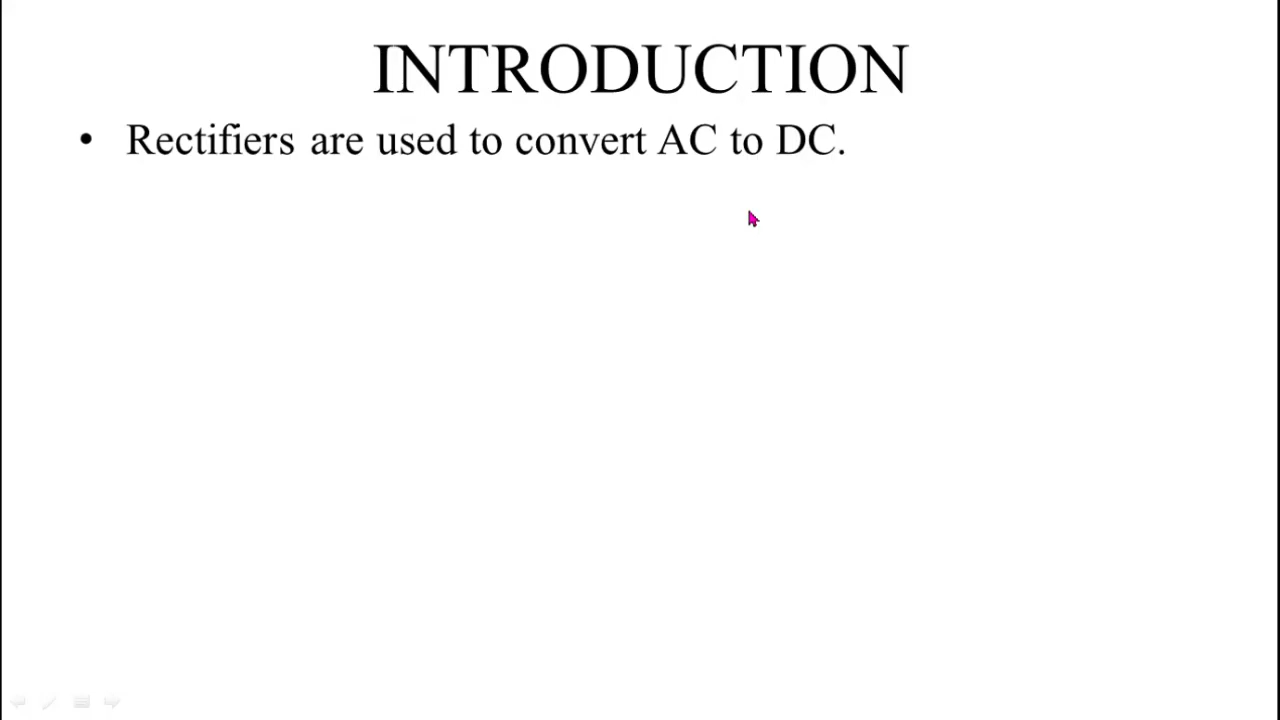 INTRODUCTION
• Rectifiers are used to convert AC to DC.